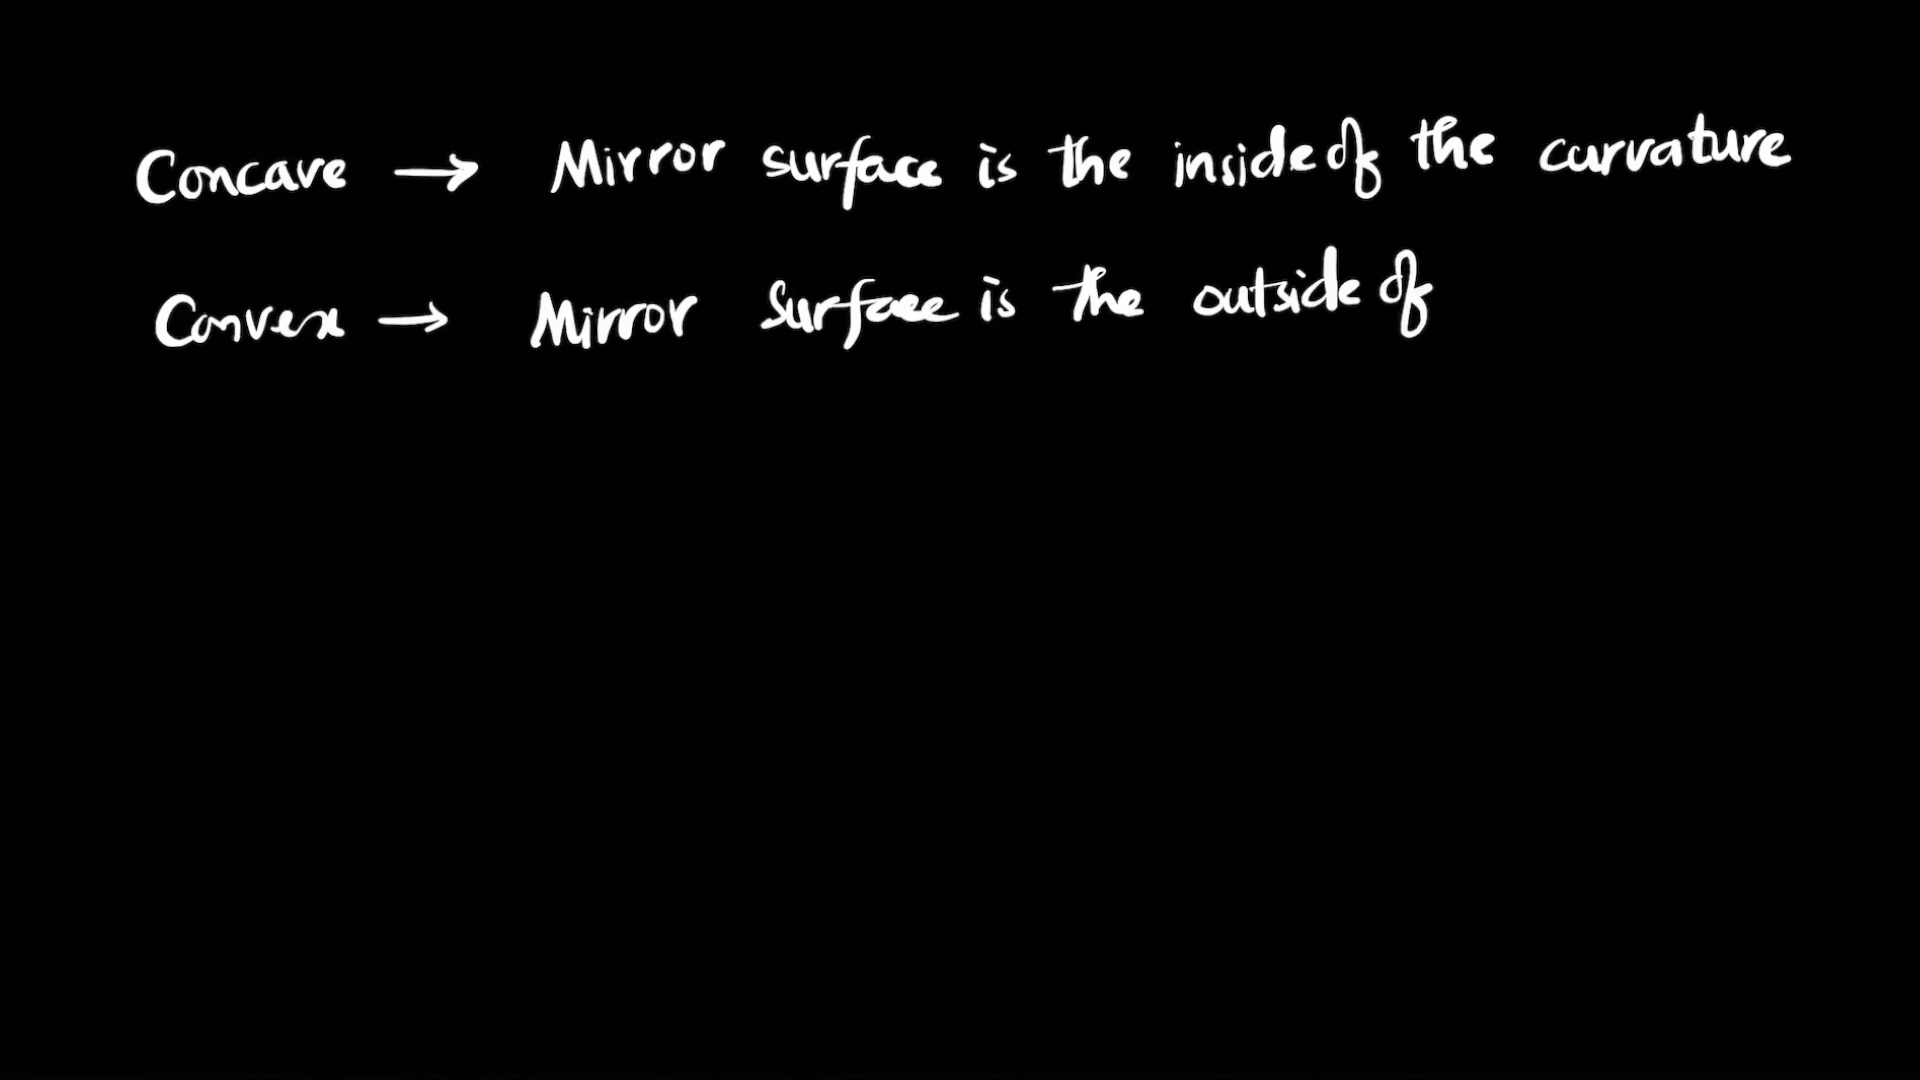 Concave → Mirror surface is the inside of the curvature
Convex → Mirror surface is the outside of